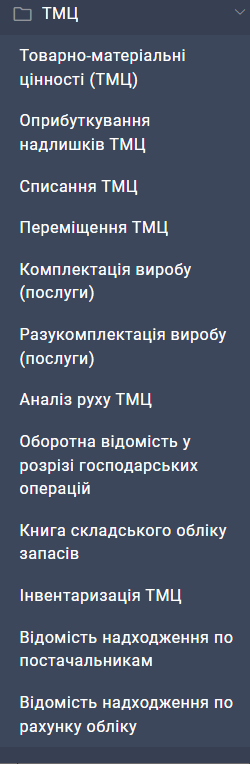 ТМЦ
Товарно-матеріальні
цінності (ТМЦ)
Оприбуткування
надлишків ТМЦ
Списання ТМЦ
Переміщення ТМЦ
Комплектація виробу
(послуги)
Разукомплектація виробу
(послуги)
Аналіз руху ТМЦ
Оборотна відомість у
розрізі господарських
операцій
Книга складського обліку
запасів
Інвентаризація ТМЦ
Відомість надходження по
постачальникам
Відомість надходження по
рахунку обліку